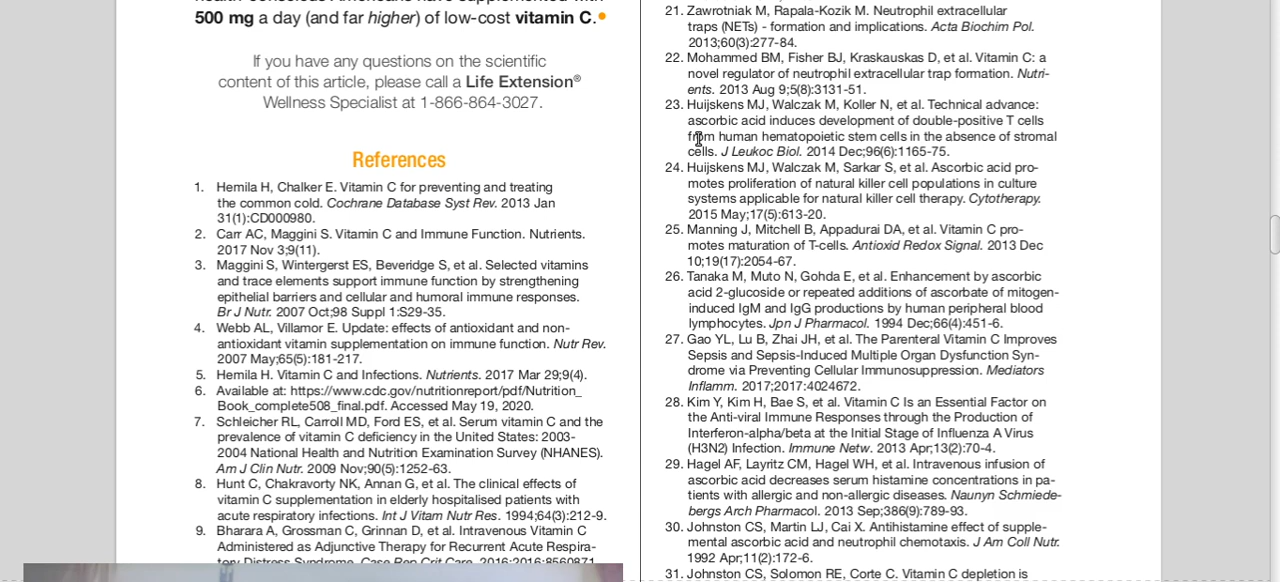 500 mg a day (and far higher) of low-cost vitamin C.•
If you have any questions on the scientific
content of this article, please call a Life Extension®
Wellness Specialist at 1-866-864-3027.
References
1. Hemila H, Chalker E. Vitamin C for preventing and treating
the common cold. Cochrane Database Syst Rev. 2013 Jan
31(1):CD000980.
2. Carr AC, Maggini S. Vitamin C and Immune Function. Nutrients.
2017 Nov 3;9(11).
3. Maggini S, Wintergerst ES, Beveridge S, et al. Selected vitamins
and trace elements support immune function by strengthening
epithelial barriers and cellular and humoral immune responses.
Br J Nutr. 2007 Oct;98 Suppl 1:S29-35.
4. Webb AL, Villamor E. Update: effects of antioxidant and non-
antioxidant vitamin supplementation on immune function. Nutr Rev.
2007 May;65(5):181-217.
5. Hemila H. Vitamin C and Infections. Nutrients. 2017 Mar 29;9(4).
6. Available at: https://www.cdc.gov/nutritionreport/pdf/Nutrition_
Book_complete508_final.pdf. Accessed May 19, 2020.
7. Schleicher RL, Carroll MD, Ford ES, et al. Serum vitamin C and the
prevalence of vitamin C deficiency in the United States: 2003-
2004 National Health and Nutrition Examination Survey (NHANES).
Am J Clin Nutr. 2009 Nov;90(5):1252-63.
8. Hunt C, Chakravorty NK, Annan G, et al. The clinical effects of
vitamin C supplementation in elderly hospitalised patients with
acute respiratory infections. Int J Vitam Nutr Res. 1994;64(3):212-9.
9. Bharara A, Grossman C, Grinnan D, et al. Intravenous Vitamin C
Administered as Adjunctive Therapy for Recurrent Acute Respira-
tory Distress Syndrome. Case Rep Crit Care. 2016;2016:8560871.
21. Zawrotniak M, Rapala-Kozik M. Neutrophil extracellular
traps (NETs) - formation and implications. Acta Biochim Pol.
2013;60(3):277-84.
22. Mohammed BM, Fisher BJ, Kraskauskas D, et al. Vitamin C: a
novel regulator of neutrophil extracellular trap formation. Nutri-
ents. 2013 Aug 9;5(8):3131-51.
23. Huijskens MJ, Walczak M, Koller N, et al. Technical advance:
ascorbic acid induces development of double-positive T cells
from human hematopoietic stem cells in the absence of stromal
cells. J Leukoc Biol. 2014 Dec;96(6):1165-75.
24. Huijskens MJ, Walczak M, Sarkar S, et al. Ascorbic acid pro-
motes proliferation of natural killer cell populations in culture
systems applicable for natural killer cell therapy. Cytotherapy.
2015 May;17(5):613-20.
25. Manning J, Mitchell B, Appadurai DA, et al. Vitamin C pro-
motes maturation of T-cells. Antioxid Redox Signal. 2013 Dec
10;19(17):2054-67.
26. Tanaka M, Muto N, Gohda E, et al. Enhancement by ascorbic
acid 2-glucoside or repeated additions of ascorbate of mitogen-
induced IgM and IgG productions by human peripheral blood
lymphocytes. Jpn J Pharmacol. 1994 Dec;66(4):451-6.
27. Gao YL, Lu B, Zhai JH, et al. The Parenteral Vitamin C Improves
Sepsis and Sepsis-Induced Multiple Organ Dysfunction Syn-
drome via Preventing Cellular Immunosuppression. Mediators
Inflamm. 2017;2017:4024672.
28. Kim Y, Kim H, Bae S, et al. Vitamin C Is an Essential Factor on
the Anti-viral Immune Responses through the Production of
Interferon-alpha/beta at the Initial Stage of Influenza A Virus
(H3N2) Infection. Immune Netw. 2013 Apr;13(2):70-4.
29. Hagel AF, Layritz CM, Hagel WH, et al. Intravenous infusion of
ascorbic acid decreases serum histamine concentrations in pa-
tients with allergic and non-allergic diseases. Naunyn Schmiede-
bergs Arch Pharmacol. 2013 Sep;386(9):789-93.
30. Johnston CS, Martin LJ, Cai X. Antihistamine effect of supple-
mental ascorbic acid and neutrophil chemotaxis. J Am Coll Nutr.
1992 Apr;11(2):172-6.
31. Johnston CS, Solomon RE, Corte C. Vitamin C depletion is